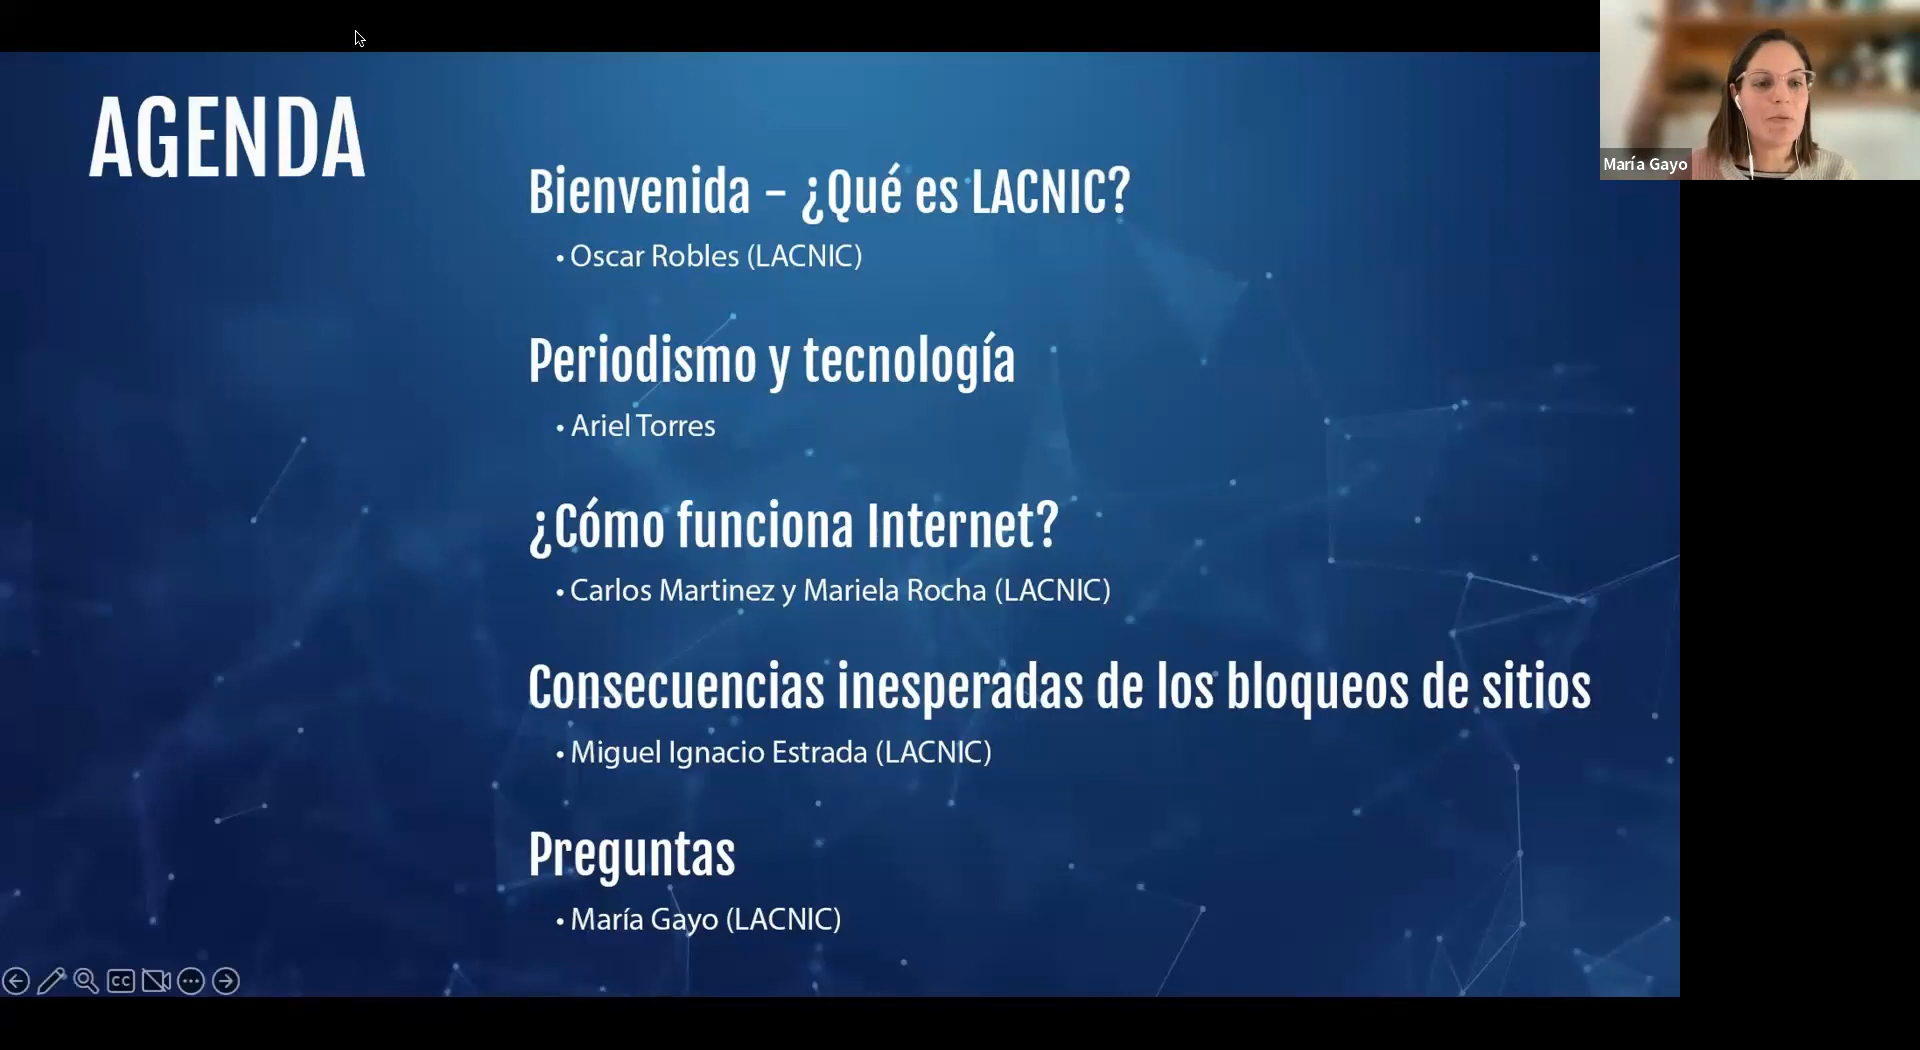 AGENDA
Bienvenida - ¿Qué es LACNIC?
• Oscar Robles (LACNIC)
Periodismo y tecnología
• Ariel Torres
¿Cómo funciona Internet?
• Carlos Martinez y Mariela Rocha (LACNIC)
Consecuencias inesperadas de los bloqueos de sitios
• Miguel Ignacio Estrada (LACNIC)
Preguntas
• María Gayo (LACNIC)
María Gayo
CC